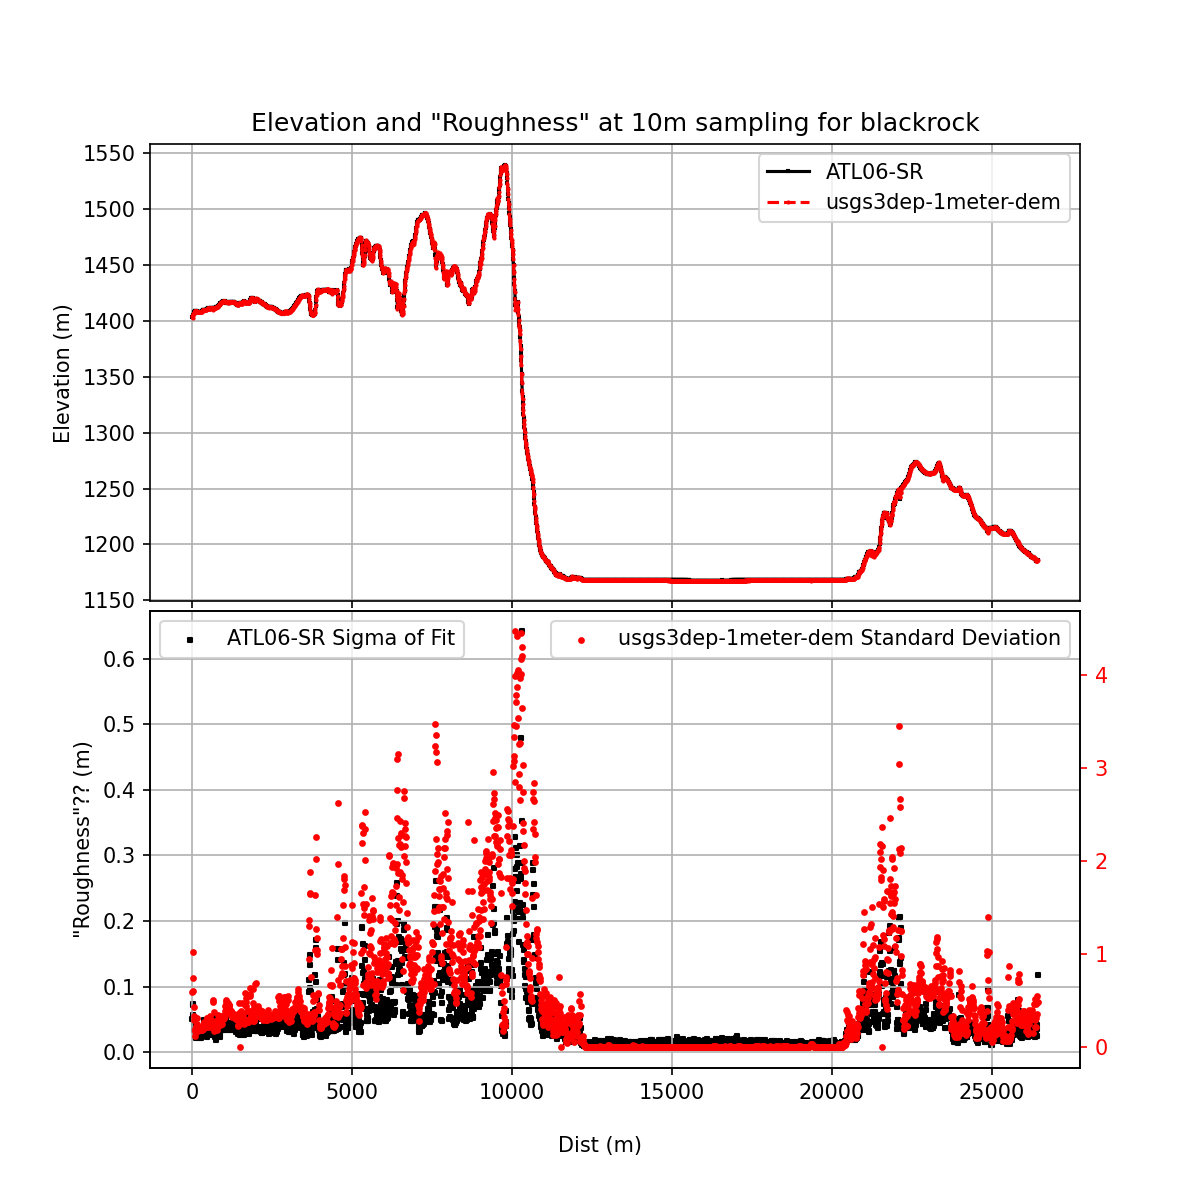 Elevation and "Roughness" at 10m sampling for blackrock
1550
1500
1450
1400
1350
1300
1250
1200
1150
Elevation (m)
ATL06-SR
usgs3dep-1meter-dem
ATL06-SR Sigma of Fit
usgs3dep-1meter-dem Standard Deviation
0.6
0.5
0.4
0.3
0.2
0.1
0.0
"Roughness"?? (m)
4
3
2
1
0
0 5000 10000 15000 20000 25000
Dist (m)